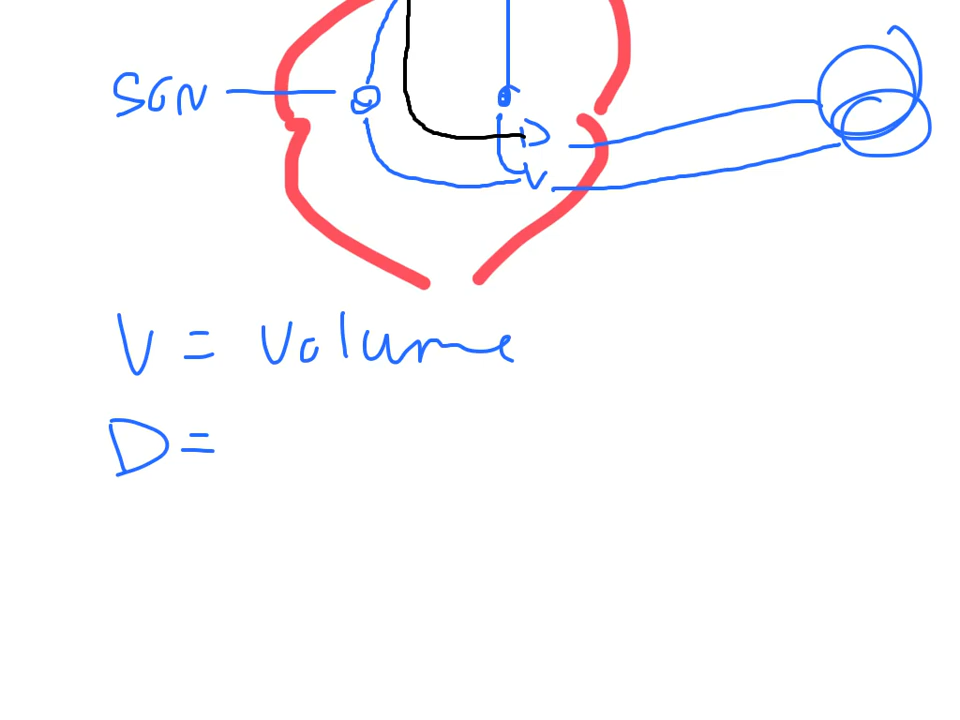 SGN
D
V
V = Volume
D =